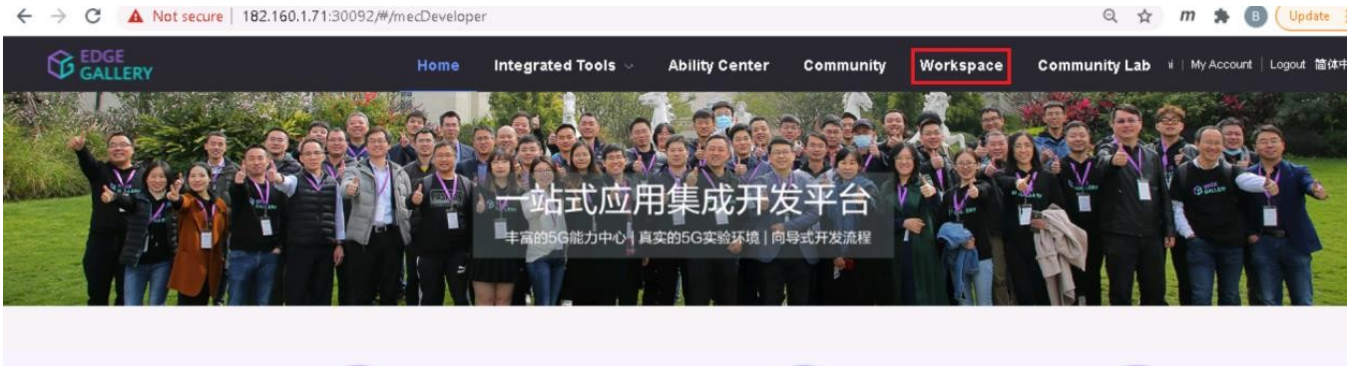 Not secure | 182.160.1.71:30092/#/mecDeveloper
B Update
EDGE GALLERY Home Integrated Tools Ability Center Community Workspace Community Lab | My Account | Logout 简体中
一站式应用集成开发平台
丰富的5G能力中心 | 真实的5G实验环境 | 向导式开发流程